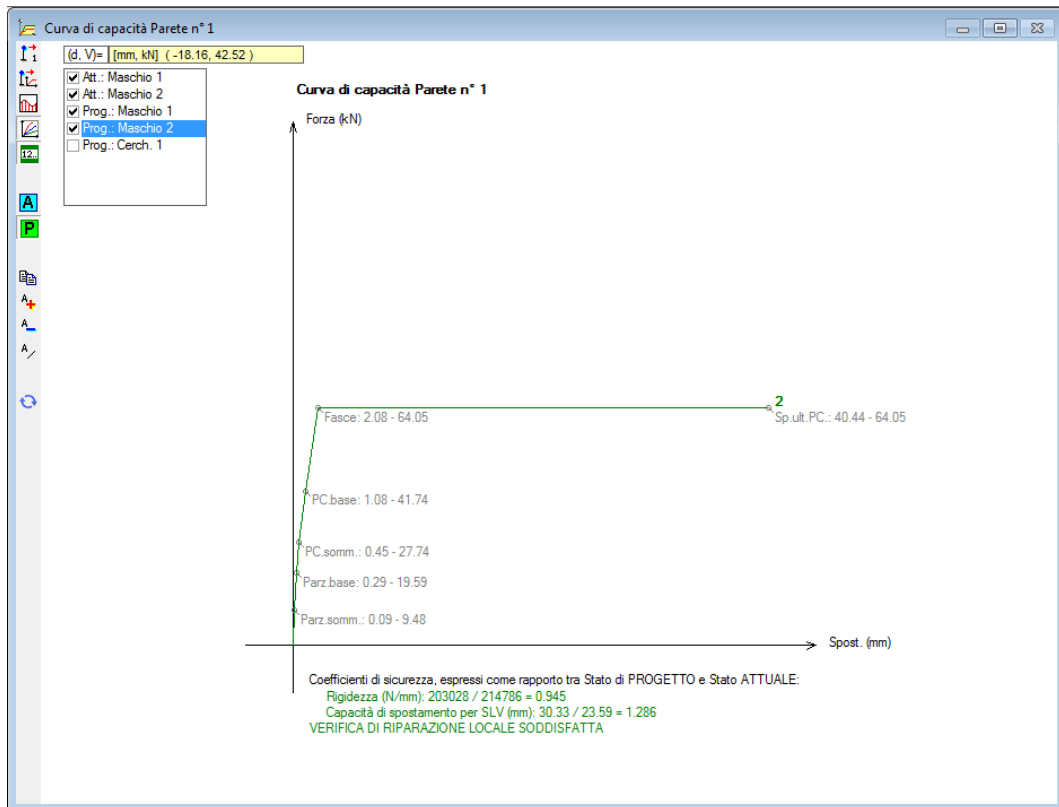 Curva di capacità Parete n° 1
(d, V)= [mm, kN] ( -18.16, 42.52 )
Att.: Maschio 1
Att.: Maschio 2
Prog.: Maschio 1
Prog.: Maschio 2
Prog.: Cerch. 1
1
12..
A
P
A
A
A
Curva di capacità Parete n° 1
Forza (kN)
2
Fasce: 2.08 - 64.05
Sp.ult.PC.: 40.44 - 64.05
PC.base: 1.08 - 41.74
PC.somm.: 0.45 - 27.74
Parz.base: 0.29 - 19.59
Parz.somm.: 0.09 - 9.48
Spost. (mm)
Coefficienti di sicurezza, espressi come rapporto tra Stato di PROGETTO e Stato ATTUALE:
Rigidezza (N/mm): 203028 / 214786 = 0.945
Capacità di spostamento per SLV (mm): 30.33 / 23.59 = 1.286
VERIFICA DI RIPARAZIONE LOCALE SODDISFATTA